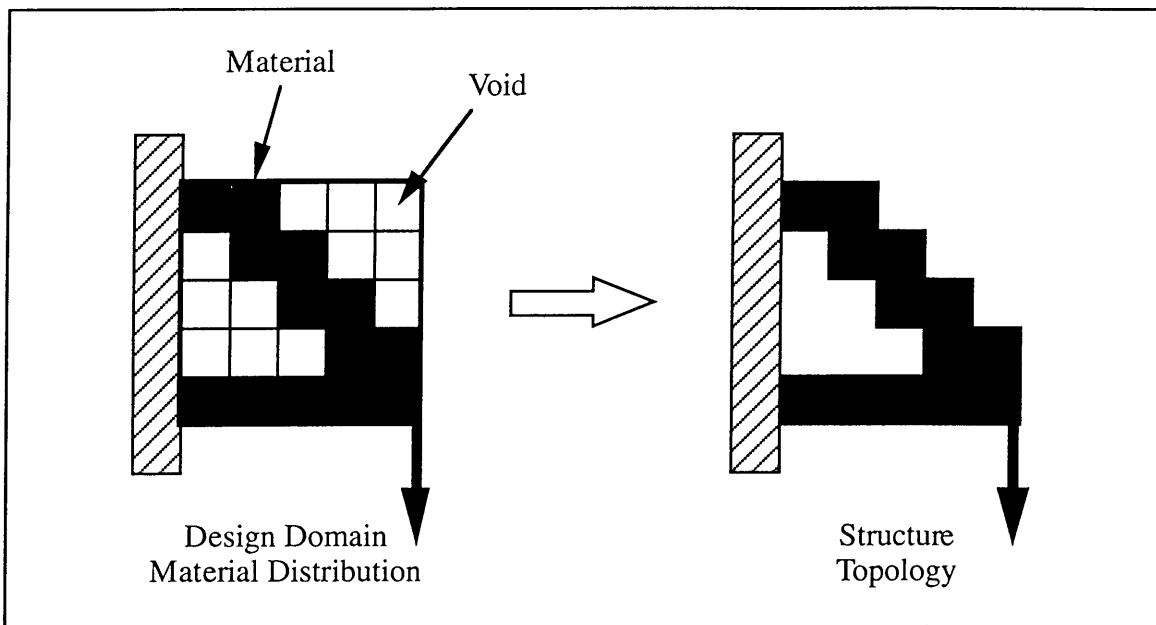 Material
Void
Design Domain
Material Distribution
Structure
Topology